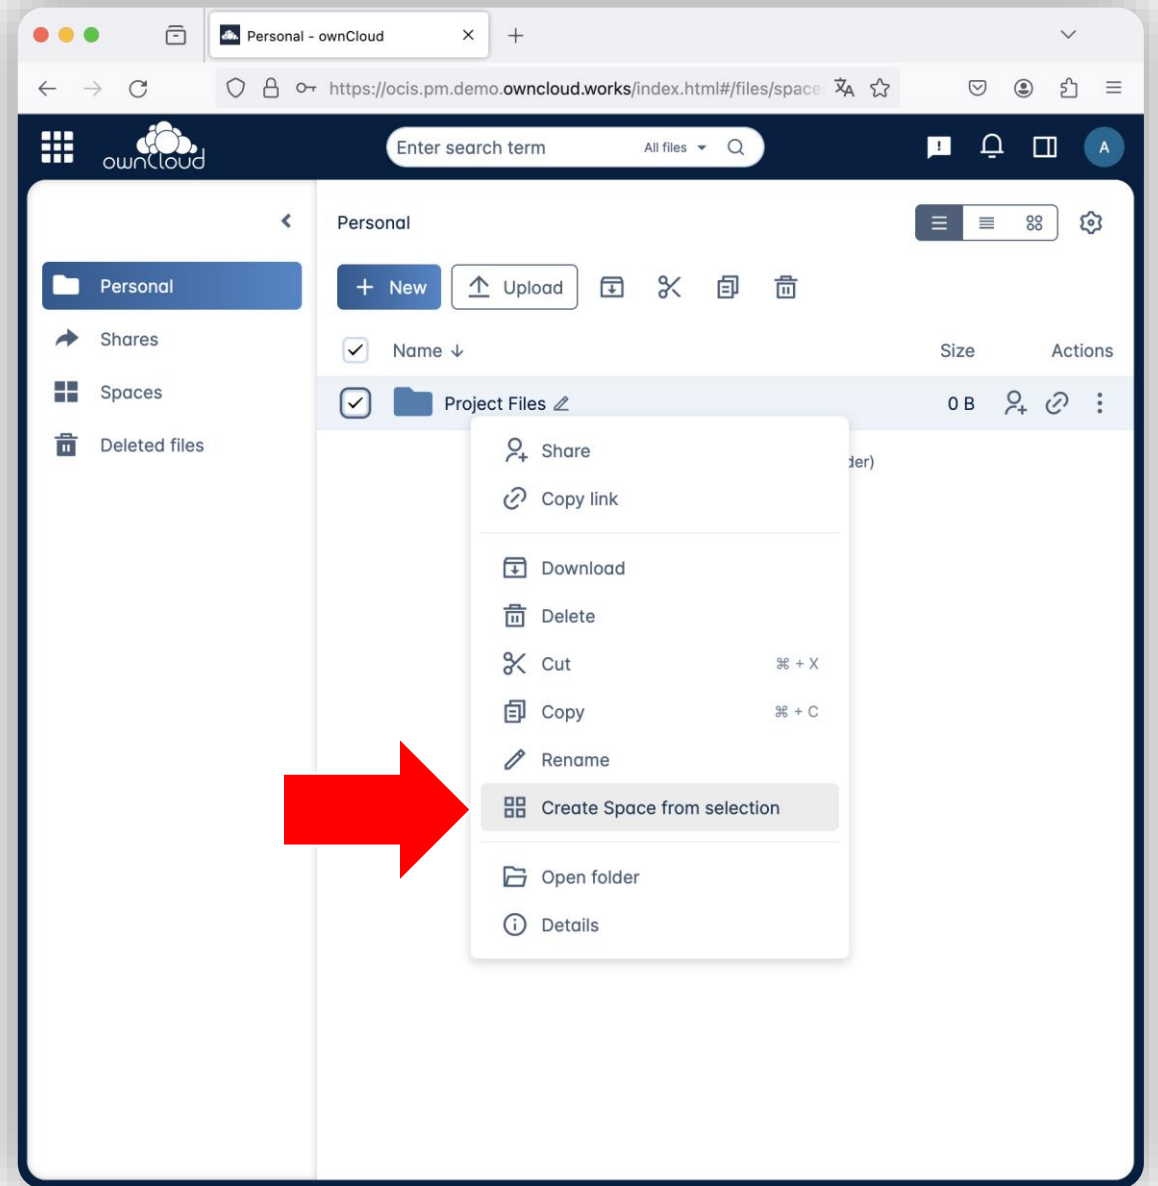 Personal - ownCloud
https://ocis.pm.demo.owncloud.works/index.html#/files/space
ownCloud
Enter search term All files
A
Personal
Personal
New Upload
Shares
Name Size Actions
Spaces
Project Files 0 B
Deleted files
Share
Copy link
Download
Delete
Cut ⌘ + X
Copy ⌘ + C
Rename
Create Space from selection
Open folder
Details